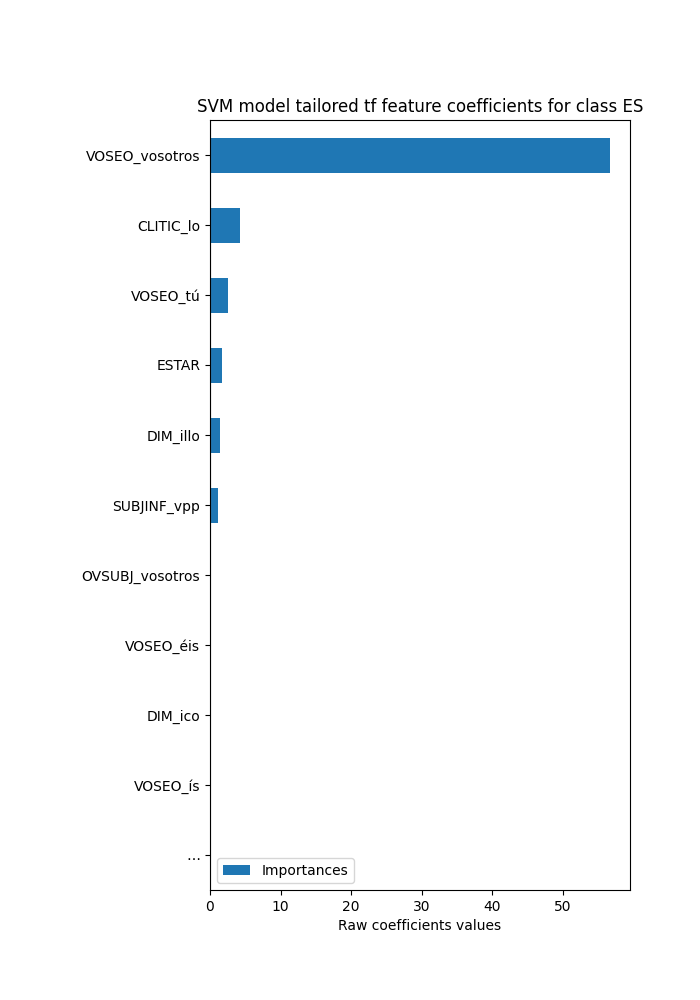 SVM model tailored tf feature coefficients for class ES
VOSEO_vosotros
CLITIC_lo
VOSEO_tú
ESTAR
DIM_illo
SUBJINF_vpp
OVSUBJ_vosotros
VOSEO_éis
DIM_ico
VOSEO_ís
...
Importances
0 10 20 30 40 50
Raw coefficients values